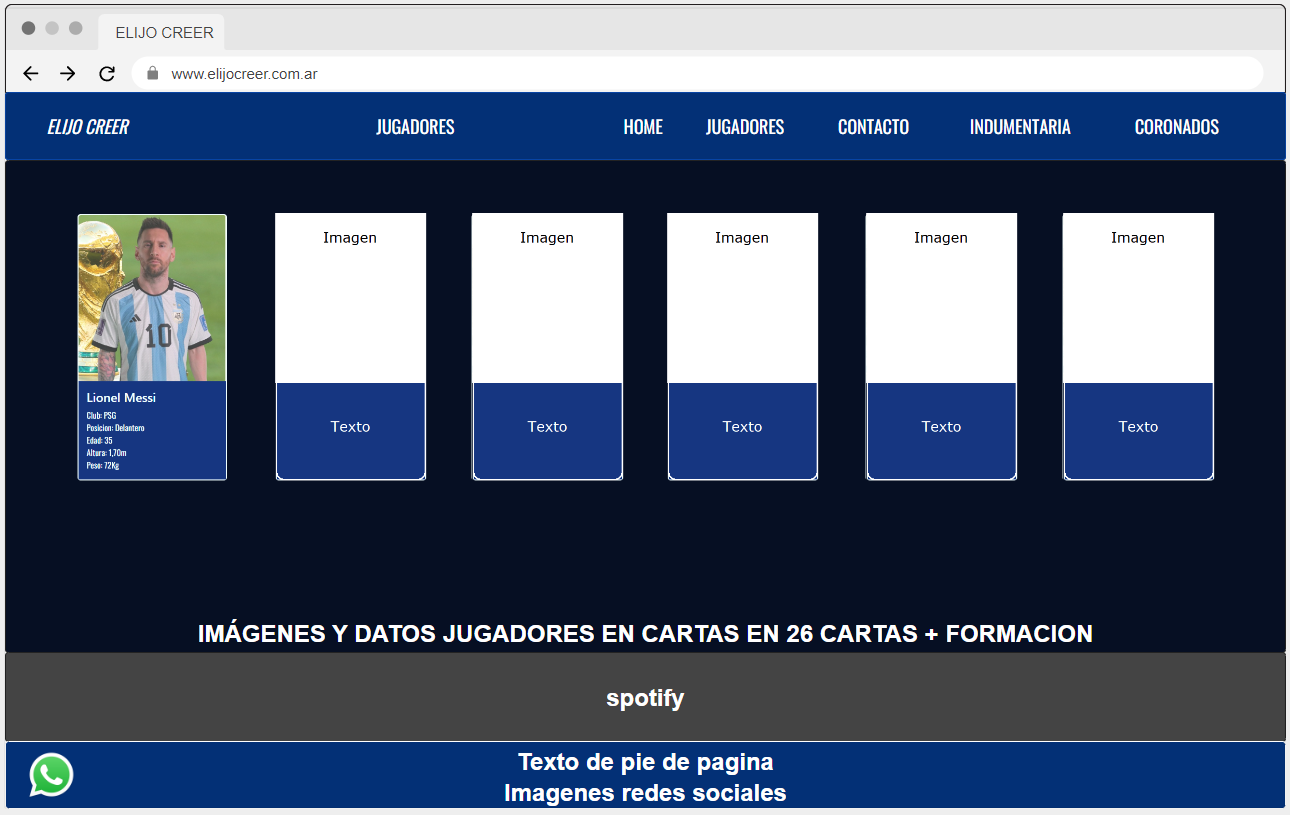 ELIJO CREER
www.elijocreer.com.ar
ELIJO CREER JUGADORES HOME JUGADORES CONTACTO INDUMENTARIA CORONADOS
10
Lionel Messi
Club: PSG
Posicion: Delantero
Edad: 35
Altura: 1,70m
Peso: 72Kg
Imagen
Texto
Imagen
Texto
Imagen
Texto
Imagen
Texto
Imagen
Texto
IMÁGENES Y DATOS JUGADORES EN CARTAS EN 26 CARTAS + FORMACION
spotify
Texto de pie de pagina
Imagenes redes sociales